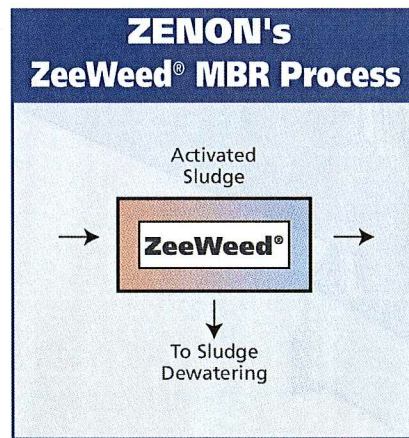 ZENON's
ZeeWeed® MBR Process
Activated
Sludge
ZeeWeed®
To Sludge
Dewatering